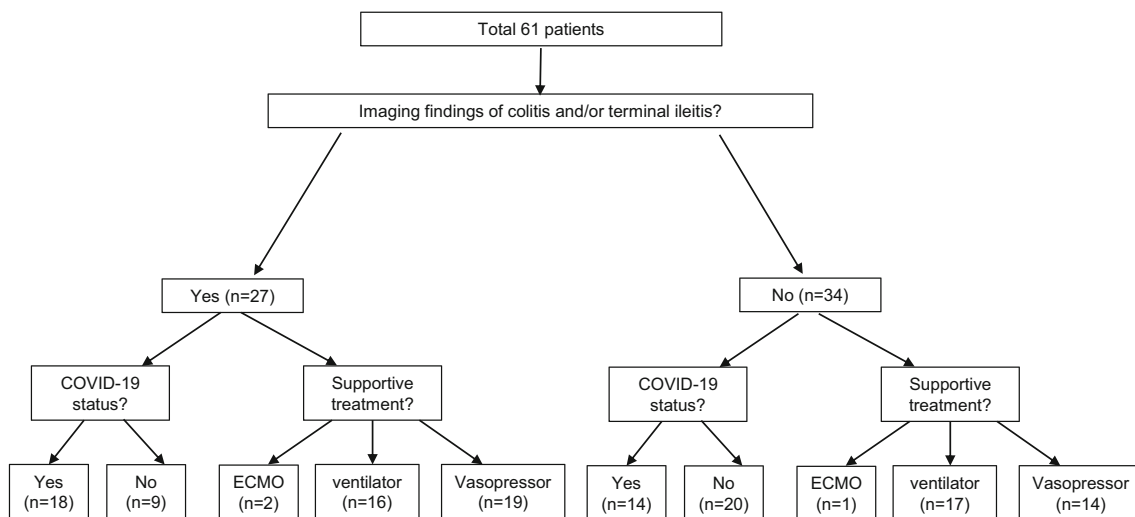 Total 61 patients
Imaging findings of colitis and/or terminal ileitis?
Yes (n=27)
No (n=34)
COVID-19
status?
Supportive
treatment?
COVID-19
status?
Supportive
treatment?
Yes
(n=18)
No
(n=9)
ECMO
(n=2)
ventilator
(n=16)
Vasopressor
(n=19)
Yes
(n=14)
No
(n=20)
ECMO
(n=1)
ventilator
(n=17)
Vasopressor
(n=14)